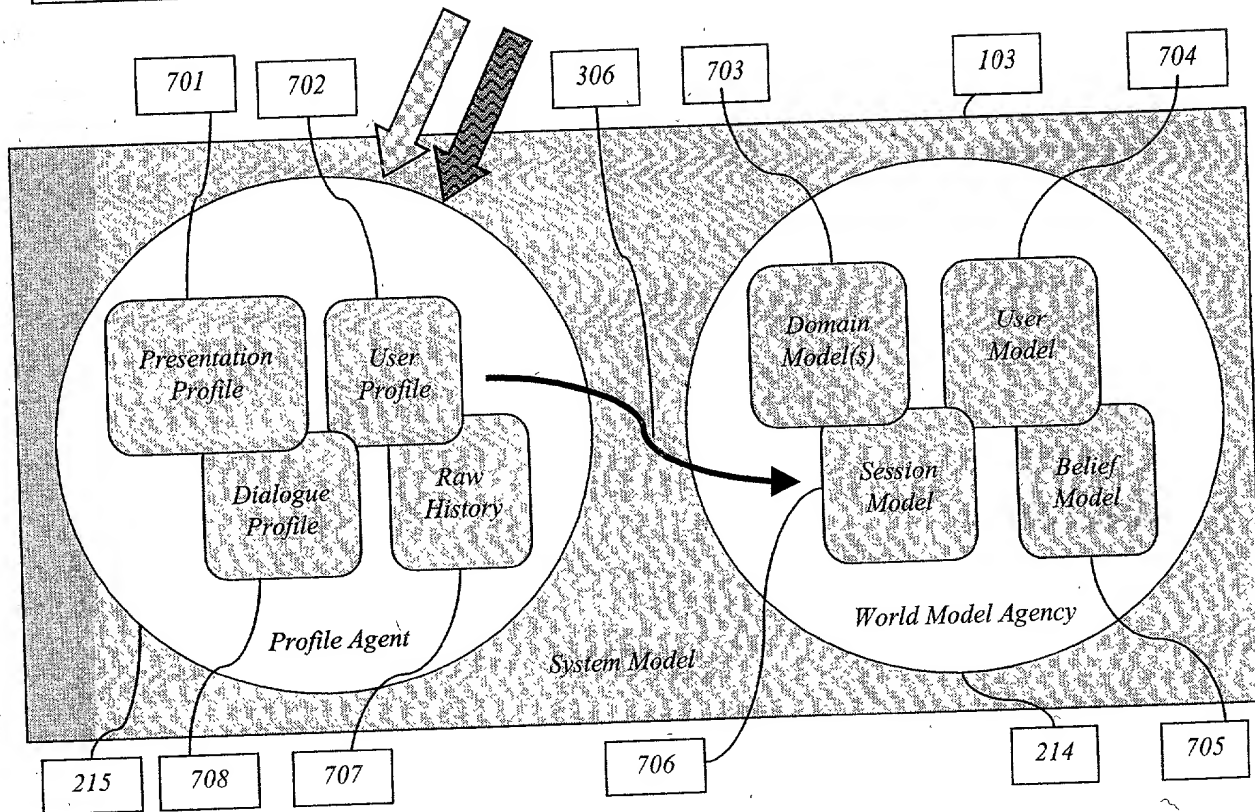 701
702
306
703
103
704
Presentation
Profile
User
Profile
Dialogue
Profile
Raw
History
Domain
Model(s)
User
Model
Session
Model
Belief
Model
Profile Agent
World Model Agency
System Model
215
708
707
706
214
705